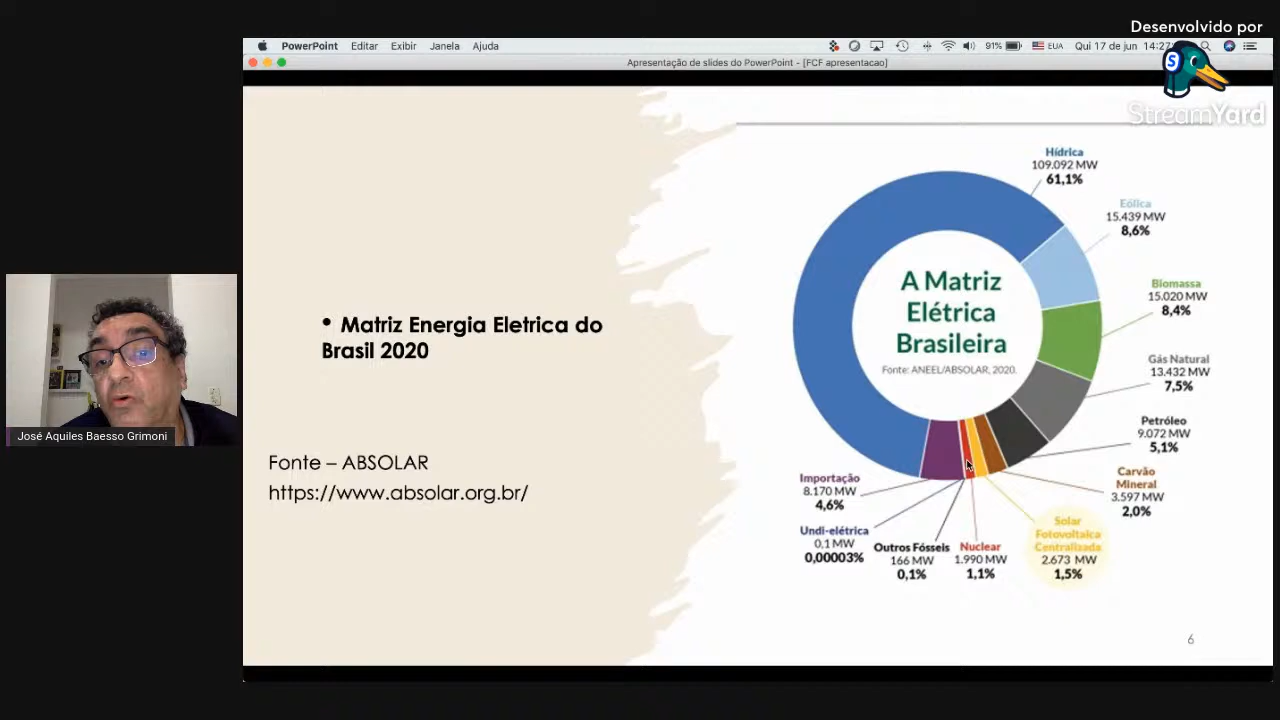 Desenvolvido por
StreamYard
PowerPoint Editar Exibir Janela Ajuda
91% EUA Qui 17 de jun 14:27
Apresentação de slides do PowerPoint - [FCF apresentacao]
• Matriz Energia Eletrica do
Brasil 2020
Fonte – ABSOLAR
https://www.absolar.org.br/
A Matriz
Elétrica
Brasileira
Fonte: ANEEL/ABSOLAR, 2020.
Hídrica
109.092 MW
61,1%
Eólica
15.439 MW
8,6%
Biomassa
15.020 MW
8,4%
Gás Natural
13.432 MW
7,5%
Petróleo
9.072 MW
5,1%
Carvão
Mineral
3.597 MW
2,0%
Solar
Fotovoltaica
Centralizada
2.673 MW
1,5%
Nuclear
1.990 MW
1,1%
Outros Fósseis
166 MW
0,1%
Undi-elétrica
0,1 MW
0,00003%
Importação
8.170 MW
4,6%
6
José Aquiles Baesso Grimoni